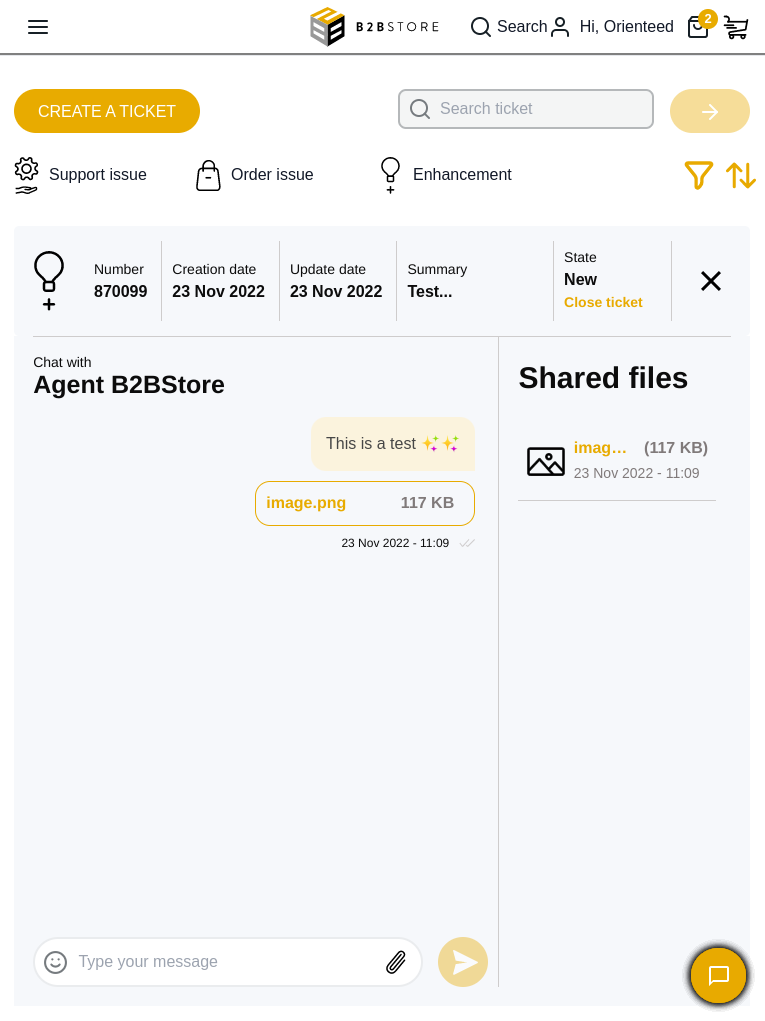 B2BSTORE
Search
Hi, Orienteed
2
CREATE A TICKET
Search ticket
Support issue
Order issue
Enhancement
Number
870099
Creation date
23 Nov 2022
Update date
23 Nov 2022
Summary
Test...
State
New
Close ticket
Chat with
Agent B2BStore
This is a test ✨✨
image.png 117 KB
23 Nov 2022 - 11:09
Shared files
imag... (117 KB)
23 Nov 2022 - 11:09
Type your message